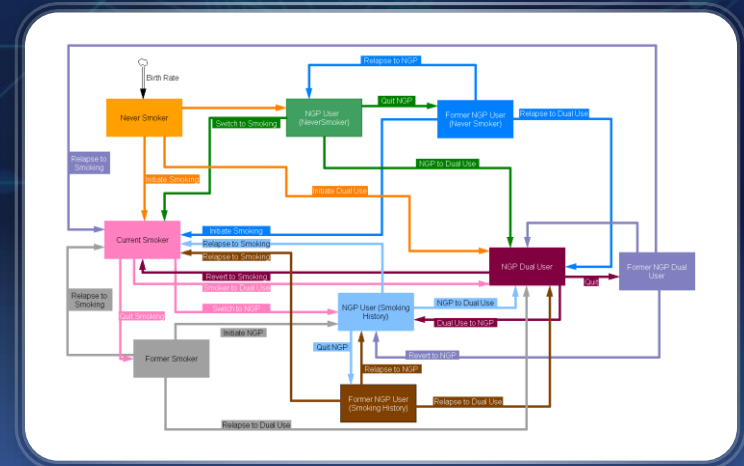 Relapse to NGP
Birth Rate
Never Smoker
NGP User
(NeverSmoker)
Quit NGP
Former NGP User
(Never Smoker)
Relapse to Dual Use
Switch to Smoking
Relapse to
Smoking
Initiate Smoking
NGP to Dual Use
Initiate Dual Use
Current Smoker
Initiate Smoking
Relapse to Smoking
Relapse to Smoking
NGP Dual User
Former NGP Dual
User
Revert to Smoking
Smoker to Dual Use
Quit
Relapse to
Smoking
Quit Smoking
Switch to NGP
NGP User (Smoking
History)
NGP to Dual Use
Dual Use to NGP
Initiate NGP
Former Smoker
Quit NGP
Revert to NGP
Relapse to NGP
Former NGP User
(Smoking History)
Relapse to Dual Use
Relapse to Dual Use